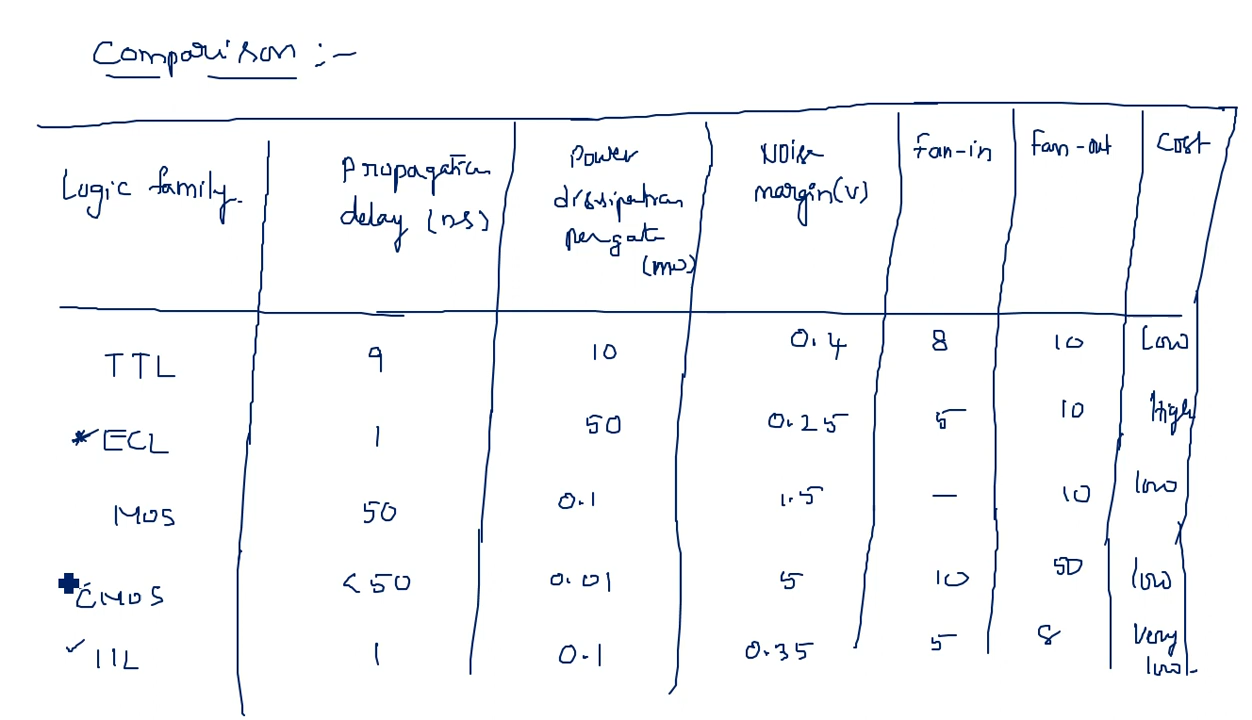 Comparison :-
Logic family. Propagation delay (ns) Power dissipation per gate (mw) Noise margin(v) Fan-in Fan-out Cost
TTL 9 10 0.4 8 10 Low
* ECL 1 50 0.25 5 10 High
MOS 50 0.1 1.5 — 10 low
CMOS <50 0.01 5 10 50 low
✓ IIL 1 0.1 0.35 5 8 Very low.